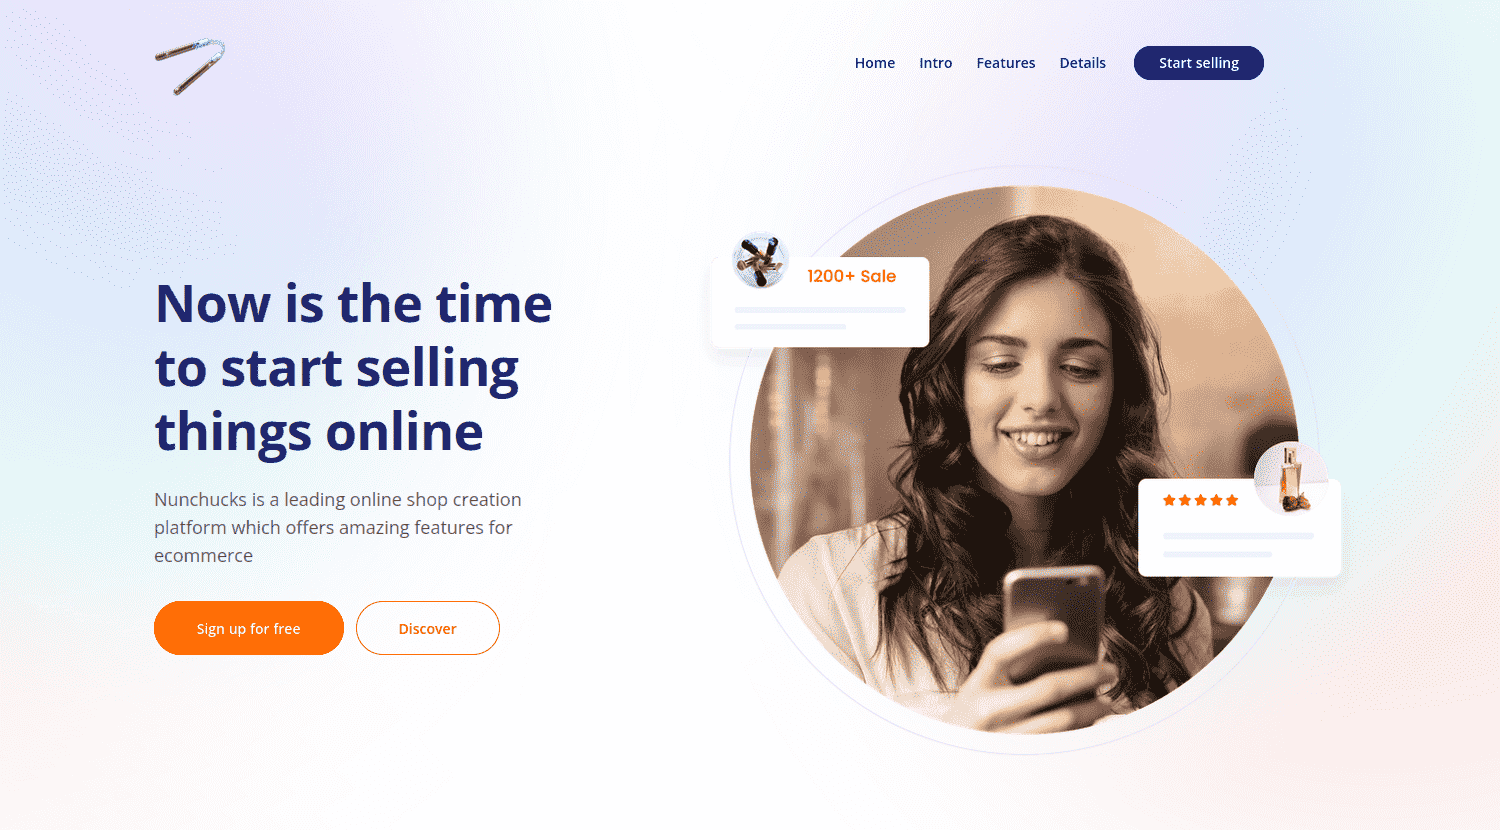 Home Intro Features Details Start selling
1200+ Sale
Now is the time
to start selling
things online
Nunchucks is a leading online shop creation
platform which offers amazing features for
ecommerce
Sign up for free Discover